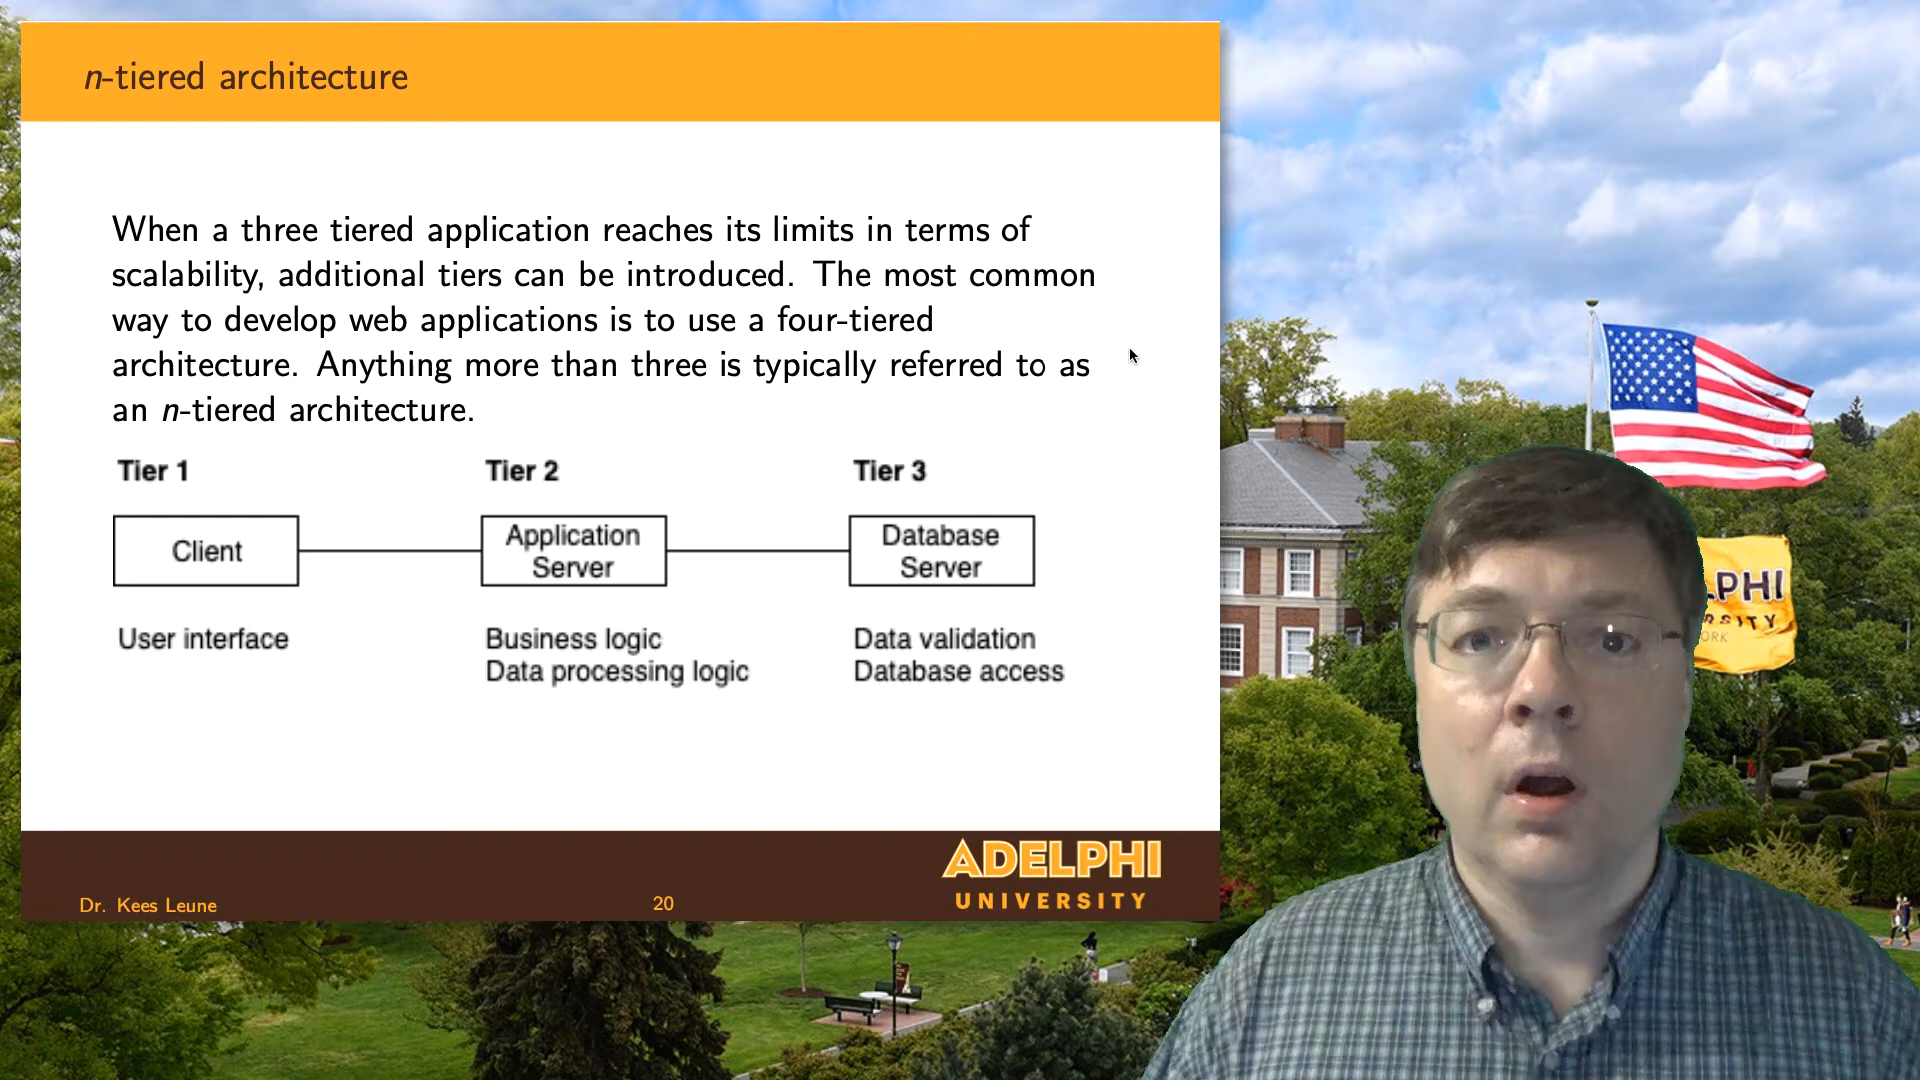 n-tiered architecture
When a three tiered application reaches its limits in terms of
scalability, additional tiers can be introduced. The most common
way to develop web applications is to use a four-tiered
architecture. Anything more than three is typically referred to as
an n-tiered architecture.
Tier 1
Tier 2
Tier 3
Client
Application
Server
Database
Server
User interface
Business logic
Data processing logic
Data validation
Database access
Dr. Kees Leune
20
ADELPHI
UNIVERSITY
LPHI
RSITY
ORK